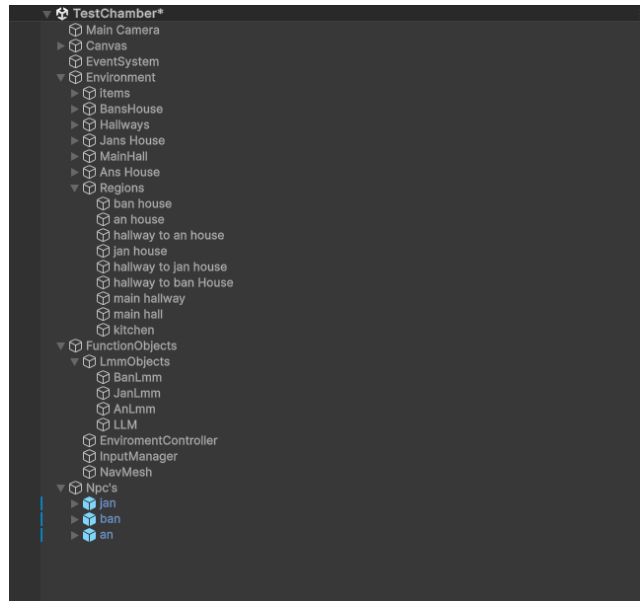 TestChamber*
Main Camera
Canvas
EventSystem
Environment
items
BansHouse
Hallways
Jans House
MainHall
Ans House
Regions
ban house
an house
hallway to an house
jan house
hallway to jan house
hallway to ban House
main hallway
main hall
kitchen
FunctionObjects
LmmObjects
BanLmm
JanLmm
AnLmm
LLM
EnviromentController
InputManager
NavMesh
Npc's
jan
ban
an